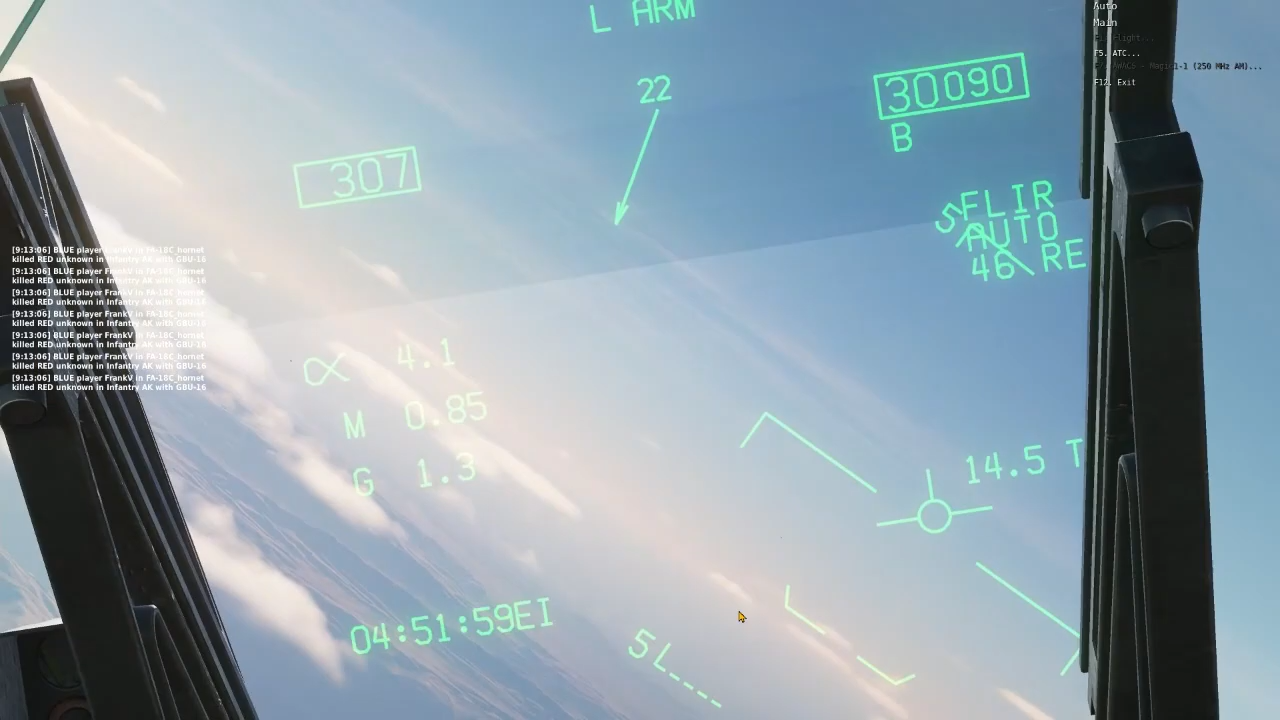 L ARM
22
30090
B
307
FLIR
AUTO
46 RE
5
α 4.1
M 0.85
G 1.3
14.5 T
04:51:59EI
5
Auto
Main
F5. ATC...
F12. Exit
[9:13:06] BLUE player FrankV in FA-18C_hornet
killed RED unknown in Infantry AK with GBU-16
[9:13:06] BLUE player FrankV in FA-18C_hornet
killed RED unknown in Infantry AK with GBU-16
[9:13:06] BLUE player FrankV in FA-18C_hornet
killed RED unknown in Infantry AK with GBU-16
[9:13:06] BLUE player FrankV in FA-18C_hornet
killed RED unknown in Infantry AK with GBU-16
[9:13:06] BLUE player FrankV in FA-18C_hornet
killed RED unknown in Infantry AK with GBU-16
[9:13:06] BLUE player FrankV in FA-18C_hornet
killed RED unknown in Infantry AK with GBU-16
[9:13:06] BLUE player FrankV in FA-18C_hornet
killed RED unknown in Infantry AK with GBU-16